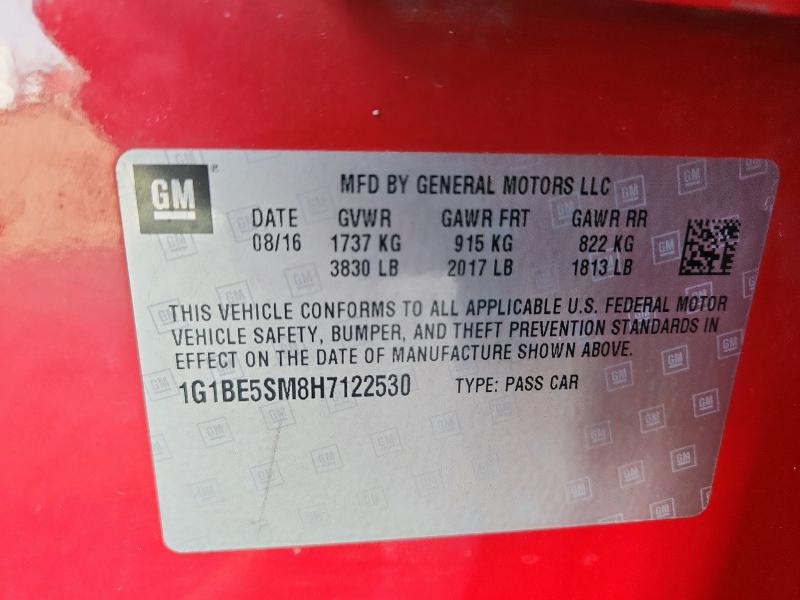 GM
MFD BY GENERAL MOTORS LLC
DATE GVWR GAWR FRT GAWR RR
08/16 1737 KG 915 KG 822 KG
3830 LB 2017 LB 1813 LB
THIS VEHICLE CONFORMS TO ALL APPLICABLE U.S. FEDERAL MOTOR
VEHICLE SAFETY, BUMPER, AND THEFT PREVENTION STANDARDS IN
EFFECT ON THE DATE OF MANUFACTURE SHOWN ABOVE.
1G1BE5SM8H7122530 TYPE: PASS CAR